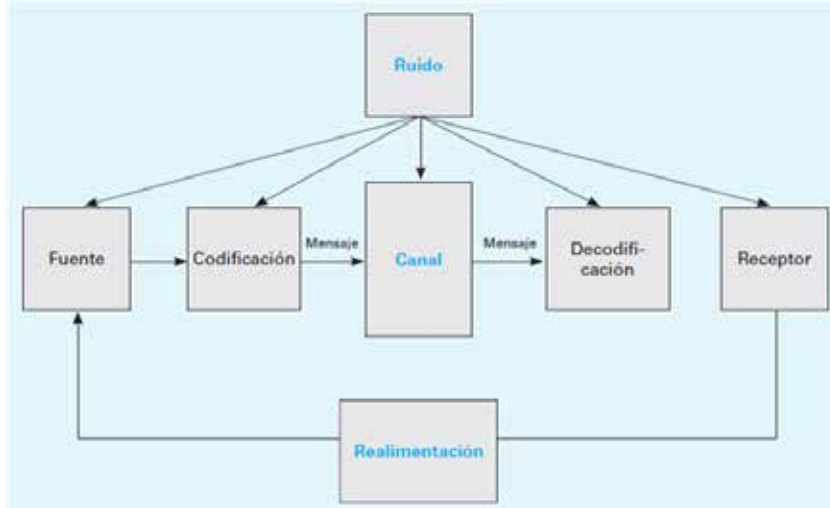 Ruido
Fuente
Codificación
Mensaje
Canal
Mensaje
Decodifi-
cación
Receptor
Realimentación